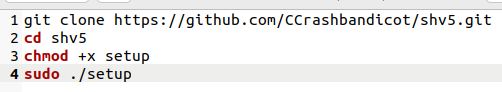 1 git clone https://github.com/CCrashbandicot/shv5.git
2 cd shv5
3 chmod +x setup
4 sudo ./setup